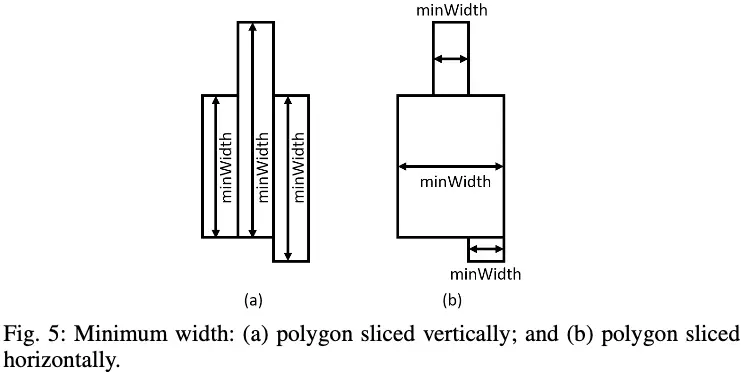 minWidth
minWidth
minWidth
minWidth
minWidth
minWidth
(a)
(b)
Fig. 5: Minimum width: (a) polygon sliced vertically; and (b) polygon sliced
horizontally.